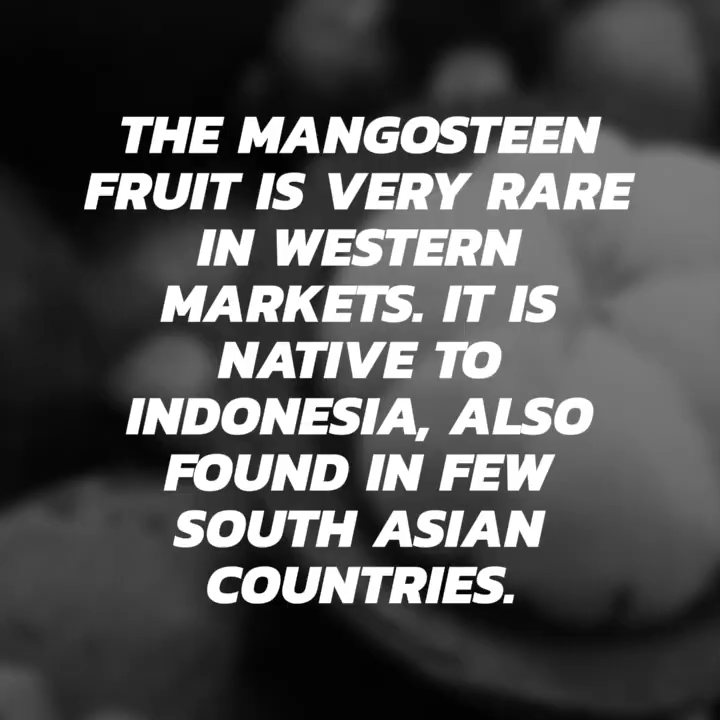 THE MANGOSTEEN
FRUIT IS VERY RARE
IN WESTERN
MARKETS. IT IS
NATIVE TO
INDONESIA, ALSO
FOUND IN FEW
SOUTH ASIAN
COUNTRIES.